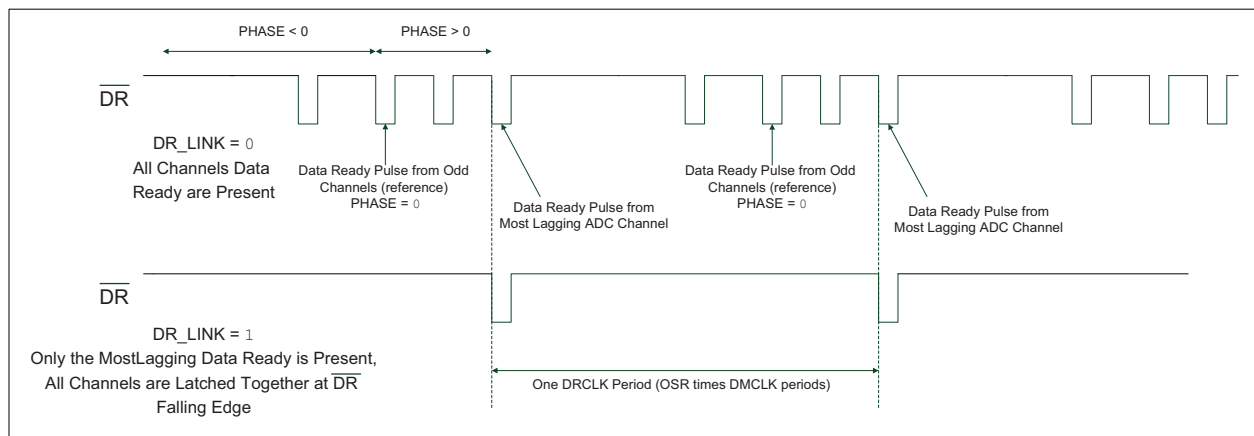 PHASE < 0
PHASE > 0
DR
DR_LINK = 0
All Channels Data
Ready are Present
Data Ready Pulse from Odd
Channels (reference)
PHASE = 0
Data Ready Pulse from
Most Lagging ADC Channel
Data Ready Pulse from Odd
Channels (reference)
PHASE = 0
Data Ready Pulse from
Most Lagging ADC Channel
DR
DR_LINK = 1
Only the MostLagging Data Ready is Present,
All Channels are Latched Together at DR
Falling Edge
One DRCLK Period (OSR times DMCLK periods)